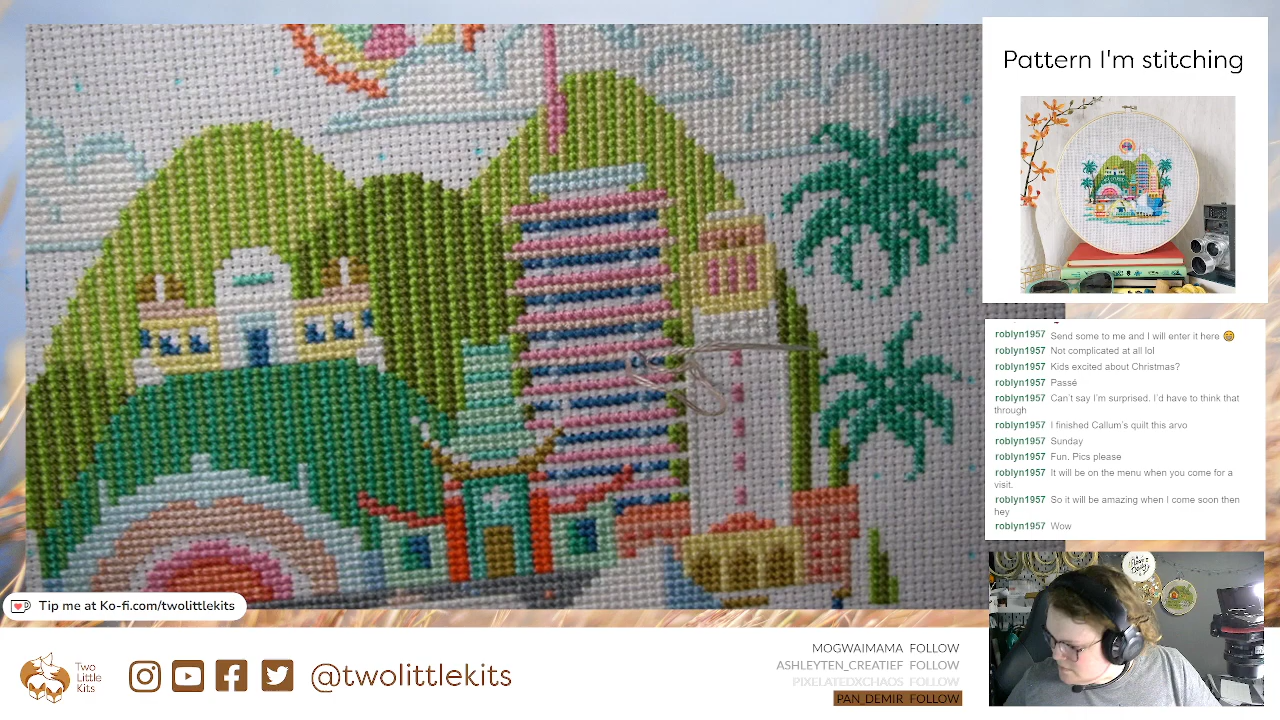 Pattern I'm stitching
roblyn1957 Send some to me and I will enter it here
roblyn1957 Not complicated at all lol
roblyn1957 Kids excited about Christmas?
roblyn1957 Passé
roblyn1957 Can't say I'm surprised. I'd have to think that
through
roblyn1957 I finished Callum's quilt this arvo
roblyn1957 Sunday
roblyn1957 Fun. Pics please
roblyn1957 It will be on the menu when you come for a
visit.
roblyn1957 So it will be amazing when I come soon then
hey
roblyn1957 Wow
Tip me at Ko-fi.com/twolittlekits
Two
Little
Kits
@twolittlekits
MOGWAIMAMA FOLLOW
ASHLEYTEN_CREATIEF FOLLOW
PIXELATEDXCHAOS FOLLOW
PAN_DEMIR FOLLOW